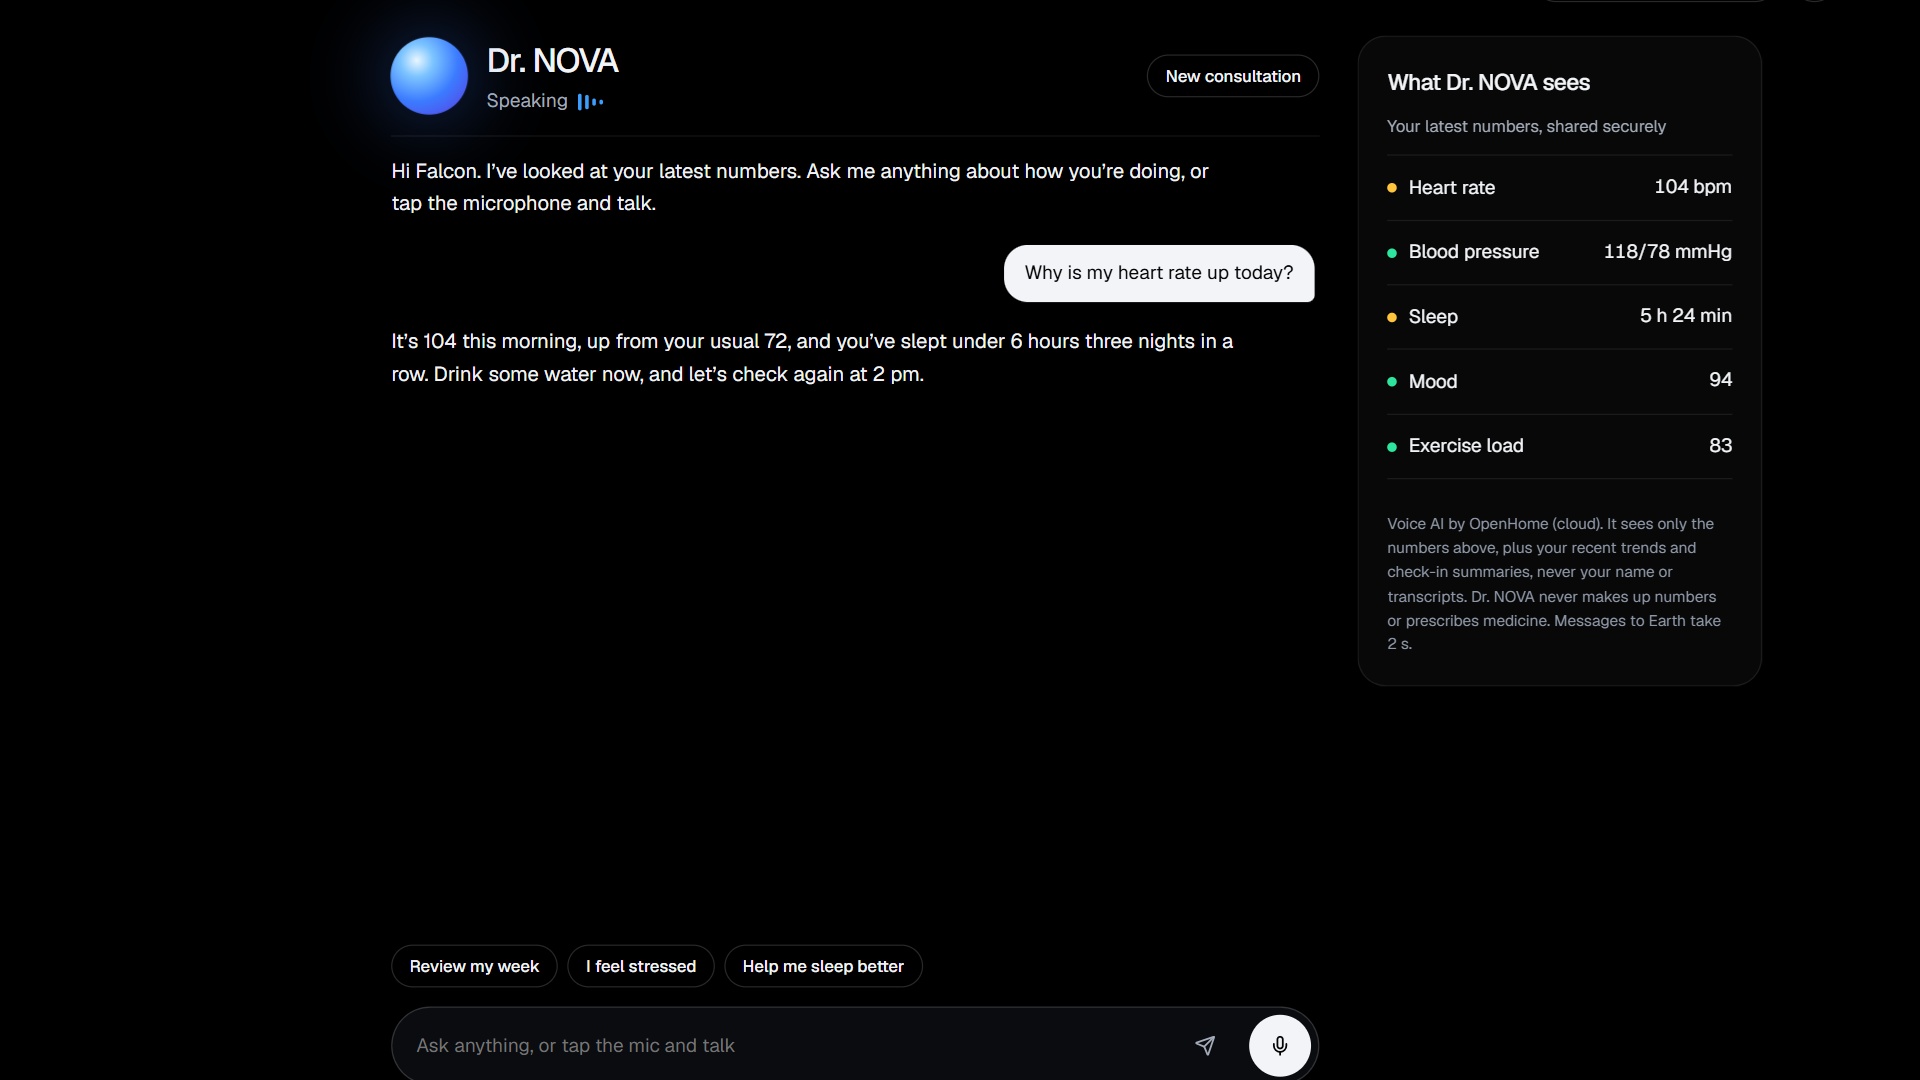 Dr. NOVA
Speaking
New consultation
Hi Falcon. I’ve looked at your latest numbers. Ask me anything about how you’re doing, or
tap the microphone and talk.
Why is my heart rate up today?
It’s 104 this morning, up from your usual 72, and you’ve slept under 6 hours three nights in a
row. Drink some water now, and let’s check again at 2 pm.
Review my week
I feel stressed
Help me sleep better
Ask anything, or tap the mic and talk
What Dr. NOVA sees
Your latest numbers, shared securely
Heart rate 104 bpm
Blood pressure 118/78 mmHg
Sleep 5 h 24 min
Mood 94
Exercise load 83
Voice AI by OpenHome (cloud). It sees only the
numbers above, plus your recent trends and
check-in summaries, never your name or
transcripts. Dr. NOVA never makes up numbers
or prescribes medicine. Messages to Earth take
2 s.